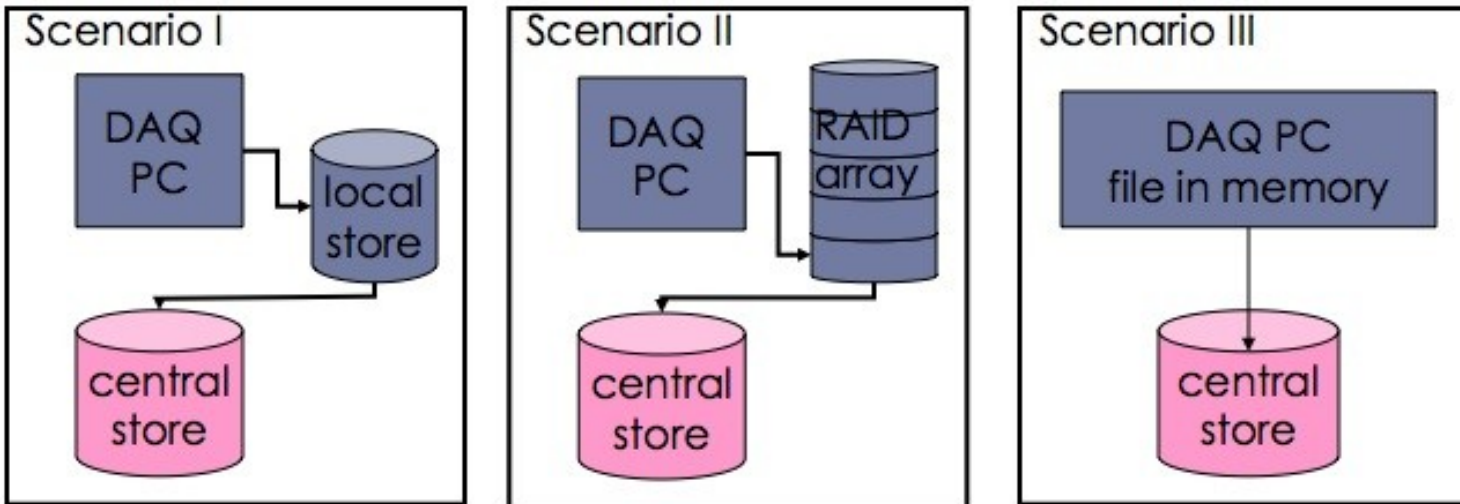 Scenario I
DAQ
PC
local
store
central
store
Scenario II
DAQ
PC
RAID
array
central
store
Scenario III
DAQ PC
file in memory
central
store